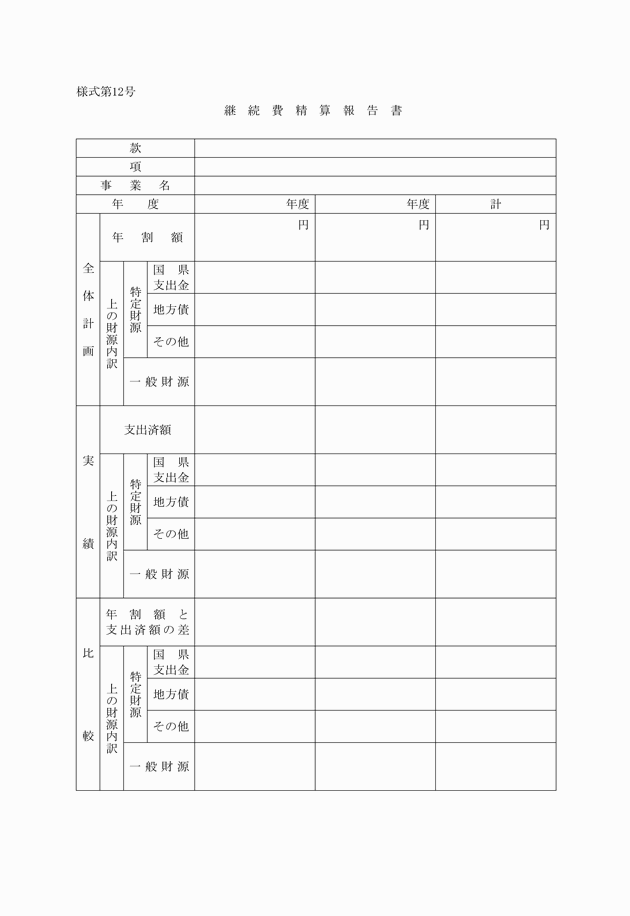 様式第12号
継続費精算報告書
款
項
事業名
年度 年度 年度 計
全体計画
年割額 円 円 円
上の財源内訳
特定財源
国県
支出金
地方債
その他
一般財源
実績
支出済額
上の財源内訳
特定財源
国県
支出金
地方債
その他
一般財源
比較
年割額と
支出済額の差
上の財源内訳
特定財源
国県
支出金
地方債
その他
一般財源